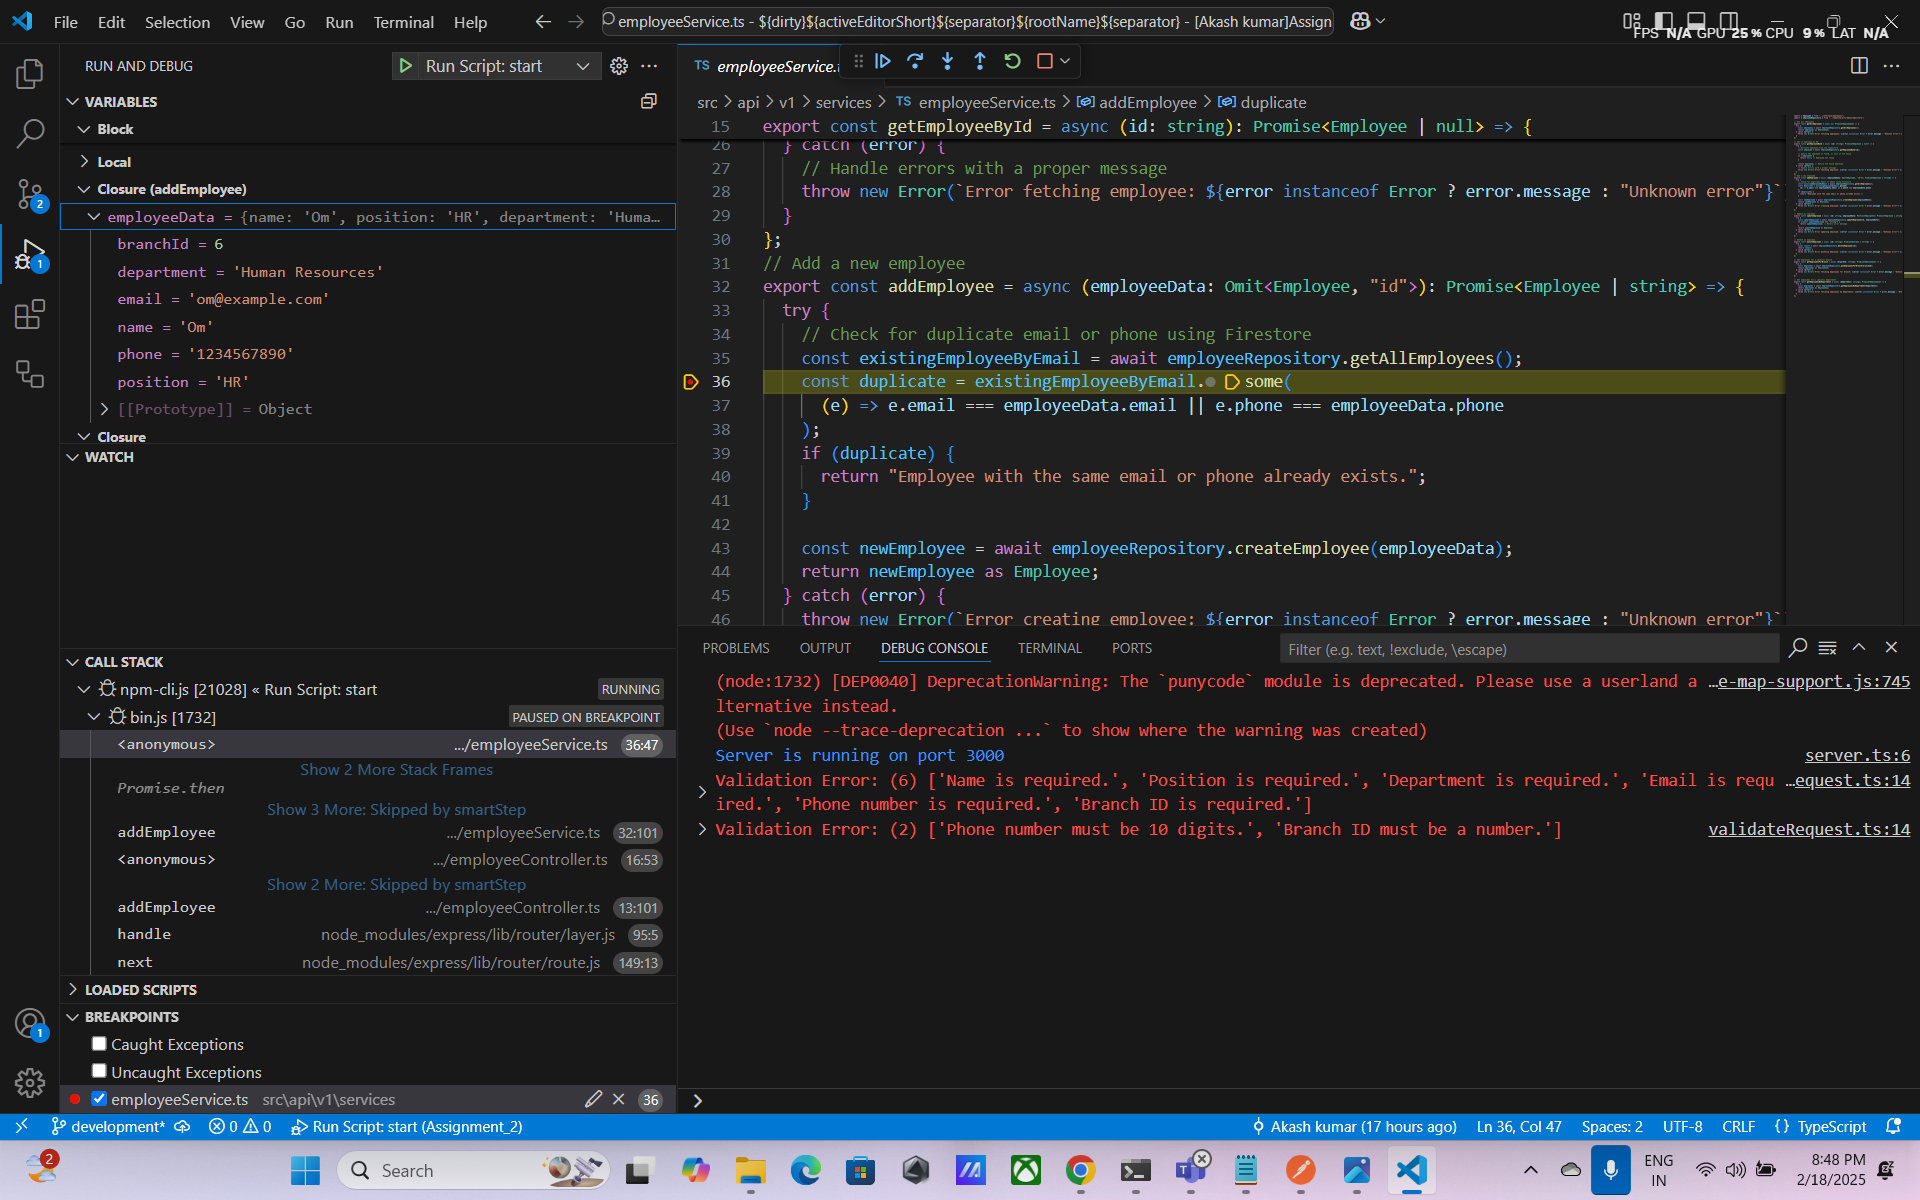 File Edit Selection View Go Run Terminal Help
employeeService.ts - ${dirty}${activeEditorShort}${separator}${rootName}${separator} - [Akash kumar]Assign
FPS N/A GPU 25 % CPU 9 % LAT N/A
RUN AND DEBUG
Run Script: start
VARIABLES
Block
Local
Closure (addEmployee)
employeeData = {name: 'Om', position: 'HR', department: 'Huma…
branchId = 6
department = 'Human Resources'
email = 'om@example.com'
name = 'Om'
phone = '1234567890'
position = 'HR'
[[Prototype]] = Object
Closure
WATCH
CALL STACK
npm-cli.js [21028] « Run Script: start RUNNING
bin.js [1732] PAUSED ON BREAKPOINT
<anonymous> .../employeeService.ts 36:47
Show 2 More Stack Frames
Promise.then
Show 3 More: Skipped by smartStep
addEmployee .../employeeService.ts 32:101
<anonymous> .../employeeController.ts 16:53
Show 2 More: Skipped by smartStep
addEmployee .../employeeController.ts 13:101
handle node_modules/express/lib/router/layer.js 95:5
next node_modules/express/lib/router/route.js 149:13
LOADED SCRIPTS
BREAKPOINTS
Caught Exceptions
Uncaught Exceptions
employeeService.ts src\api\v1\services 36
2
1
1
TS employeeService.
src > api > v1 > services > TS employeeService.ts > addEmployee > duplicate
15 export const getEmployeeById = async (id: string): Promise<Employee | null> => {
26 } catch (error) {
27 // Handle errors with a proper message
28 throw new Error(`Error fetching employee: ${error instanceof Error ? error.message : "Unknown error"}`
29 }
30 };
31 // Add a new employee
32 export const addEmployee = async (employeeData: Omit<Employee, "id">): Promise<Employee | string> => {
33 try {
34 // Check for duplicate email or phone using Firestore
35 const existingEmployeeByEmail = await employeeRepository.getAllEmployees();
36 const duplicate = existingEmployeeByEmail.some(
37 (e) => e.email === employeeData.email || e.phone === employeeData.phone
38 );
39 if (duplicate) {
40 return "Employee with the same email or phone already exists.";
41 }
42
43 const newEmployee = await employeeRepository.createEmployee(employeeData);
44 return newEmployee as Employee;
45 } catch (error) {
46 throw new Error(`Error creating employee: ${error instanceof Error ? error.message : "Unknown error"}`
PROBLEMS OUTPUT DEBUG CONSOLE TERMINAL PORTS
Filter (e.g. text, !exclude, \escape)
(node:1732) [DEP0040] DeprecationWarning: The `punycode` module is deprecated. Please use a userland a …e-map-support.js:745
lternative instead.
(Use `node --trace-deprecation ...` to show where the warning was created)
Server is running on port 3000 server.ts:6
Validation Error: (6) ['Name is required.', 'Position is required.', 'Department is required.', 'Email is requ …equest.ts:14
ired.', 'Phone number is required.', 'Branch ID is required.']
Validation Error: (2) ['Phone number must be 10 digits.', 'Branch ID must be a number.'] validateRequest.ts:14
development* 0 0 Run Script: start (Assignment_2)
Akash kumar (17 hours ago) Ln 36, Col 47 Spaces: 2 UTF-8 CRLF {} TypeScript
2
Search
ENG
IN
8:48 PM
2/18/2025